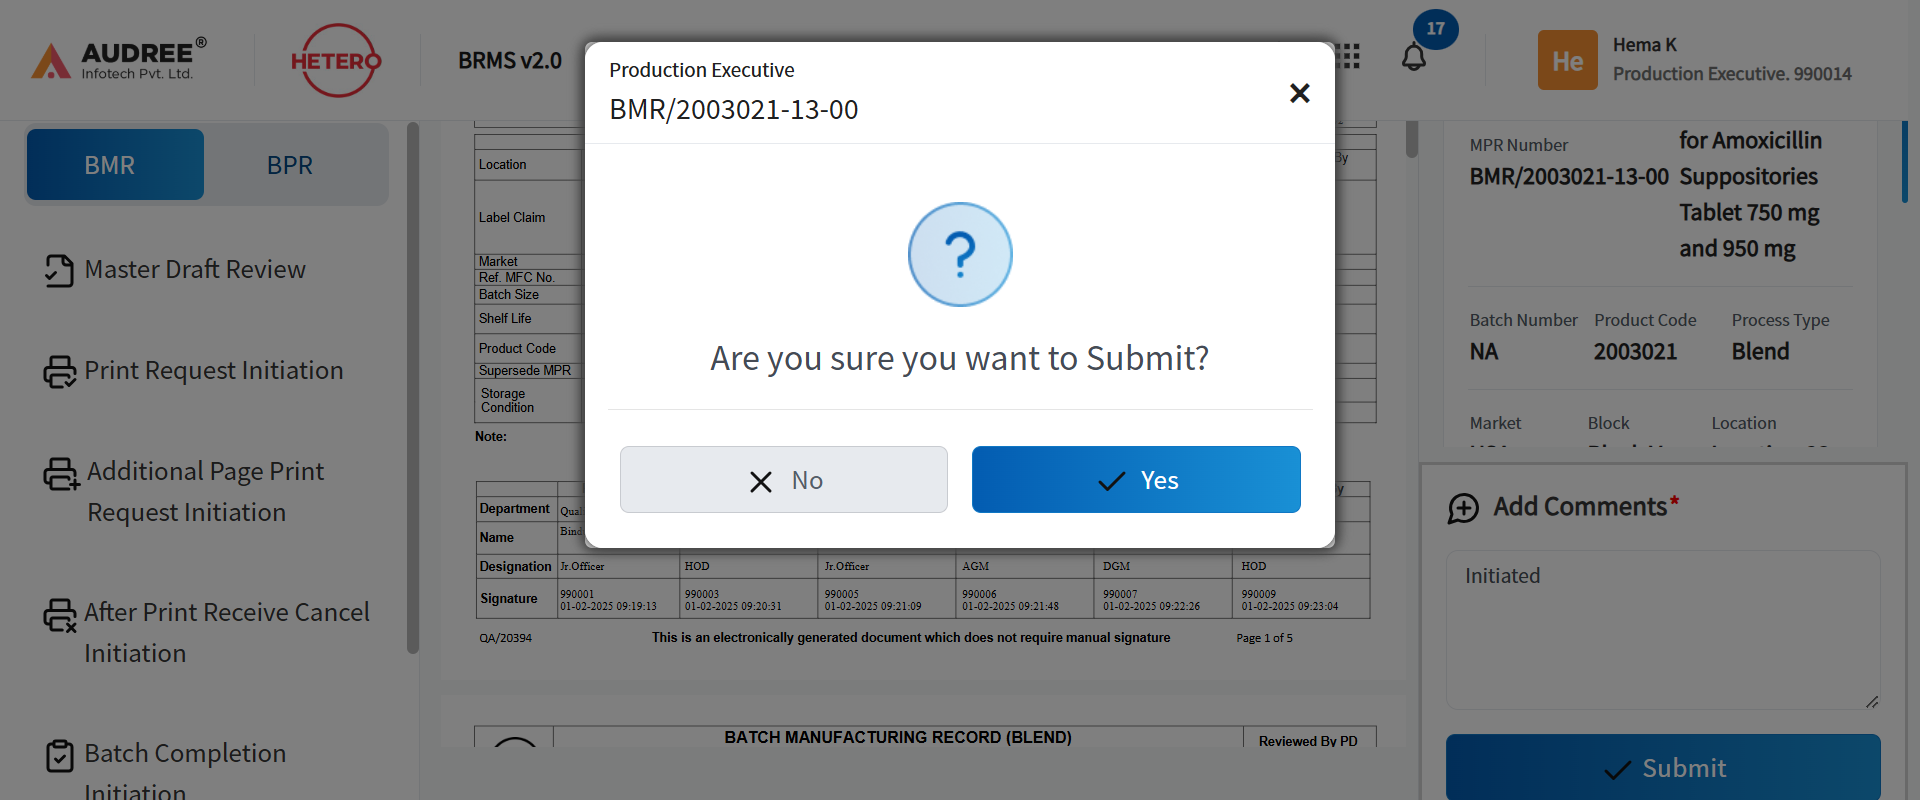 AUDREE®
Infotech Pvt. Ltd.
HETERO
BRMS v2.0
17
He
Hema K
Production Executive. 990014
BMR
BPR
Master Draft Review
Print Request Initiation
Additional Page Print
Request Initiation
After Print Receive Cancel
Initiation
Batch Completion
Initiation
Production Executive
BMR/2003021-13-00
Are you sure you want to Submit?
No
Yes
Location
By
Label Claim
Market
Ref. MFC No.
Batch Size
Shelf Life
Product Code
Supersede MPR
Storage
Condition
Note:
y
Department
Name
Designation Jr.Officer HOD Jr.Officer AGM DGM HOD
Signature
990001 990003 990005 990006 990007 990009
01-02-2025 09:19:13 01-02-2025 09:20:31 01-02-2025 09:21:09 01-02-2025 09:21:48 01-02-2025 09:22:26 01-02-2025 09:23:04
QA/20394 This is an electronically generated document which does not require manual signature Page 1 of 5
BATCH MANUFACTURING RECORD (BLEND) Reviewed By PD
MPR Number
BMR/2003021-13-00
for Amoxicillin
Suppositories
Tablet 750 mg
and 950 mg
Batch Number Product Code Process Type
NA 2003021 Blend
Market Block Location
Add Comments*
Initiated
Submit